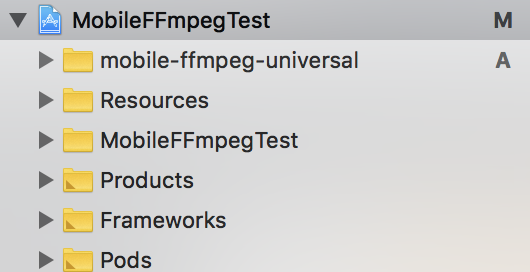 MobileFFmpegTest M
mobile-ffmpeg-universal A
Resources
MobileFFmpegTest
Products
Frameworks
Pods